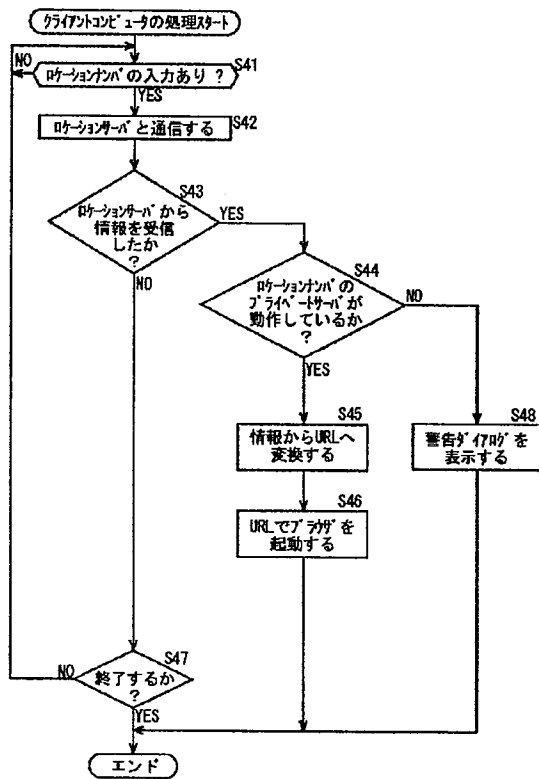 クライアントコンピュータの処理スタート
NO
S41
ロケーションナンバの入力あり ?
YES
S42
ロケーションサーバと通信する
S43
ロケーションサーバから
情報を受信
したか
?
YES
NO
S44
ロケーションナンバの
プライベートサーバが
動作しているか
?
NO
YES
S45
情報からURLへ
変換する
S48
警告ダイアログを
表示する
S46
URLでブラウザを
起動する
S47
NO
終了するか
?
YES
エンド